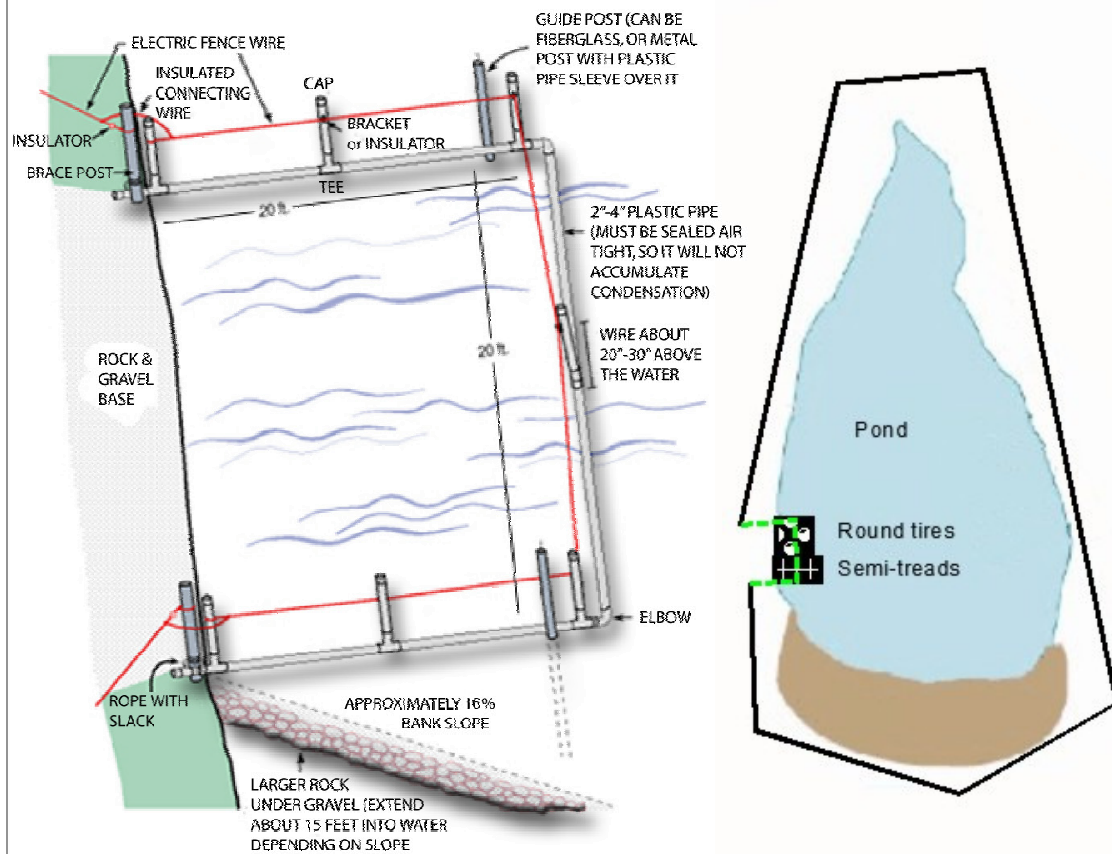 ELECTRIC FENCE WIRE
INSULATED
CONNECTING
WIRE
INSULATOR
BRACE POST
CAP
BRACKET
or INSULATOR
TEE
20 ft.
GUIDE POST (CAN BE
FIBERGLASS, OR METAL
POST WITH PLASTIC
PIPE SLEEVE OVER IT
2"-4" PLASTIC PIPE
(MUST BE SEALED AIR
TIGHT, SO IT WILL NOT
ACCUMULATE
CONDENSATION)
WIRE ABOUT
20"-30" ABOVE
THE WATER
20 ft.
ROCK &
GRAVEL
BASE
ELBOW
ROPE WITH
SLACK
APPROXIMATELY 16%
BANK SLOPE
LARGER ROCK
UNDER GRAVEL (EXTEND
ABOUT 15 FEET INTO WATER
DEPENDING ON SLOPE
Pond
Round tires
Semi-treads